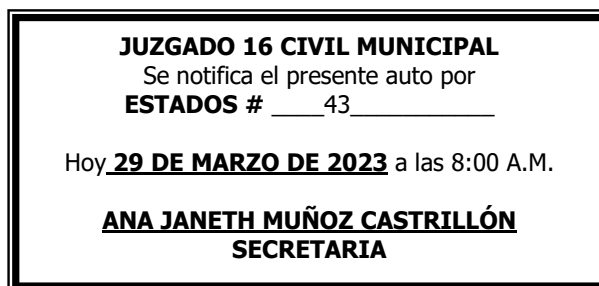 JUZGADO 16 CIVIL MUNICIPAL
Se notifica el presente auto por
ESTADOS # ____43___________
Hoy 29 DE MARZO DE 2023 a las 8:00 A.M.
ANA JANETH MUÑOZ CASTRILLÓN
SECRETARIA